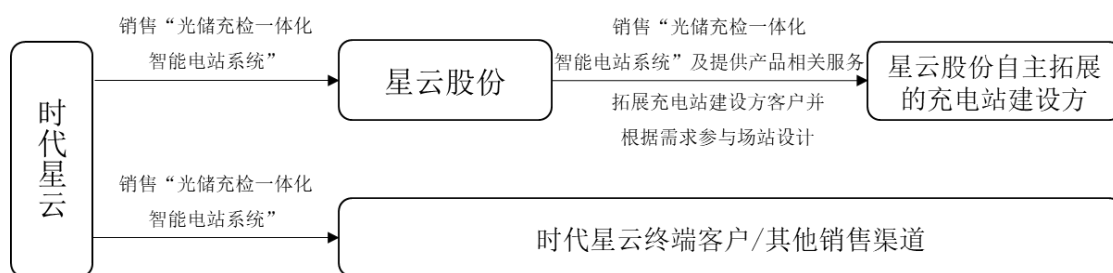 时代星云
销售“光储充检一体化
智能电站系统”
星云股份
销售“光储充检一体化
智能电站系统”及提供产品相关服务
拓展充电站建设方客户并
根据需求参与场站设计
星云股份自主拓展
的充电站建设方
销售“光储充检一体化
智能电站系统”
时代星云终端客户/其他销售渠道